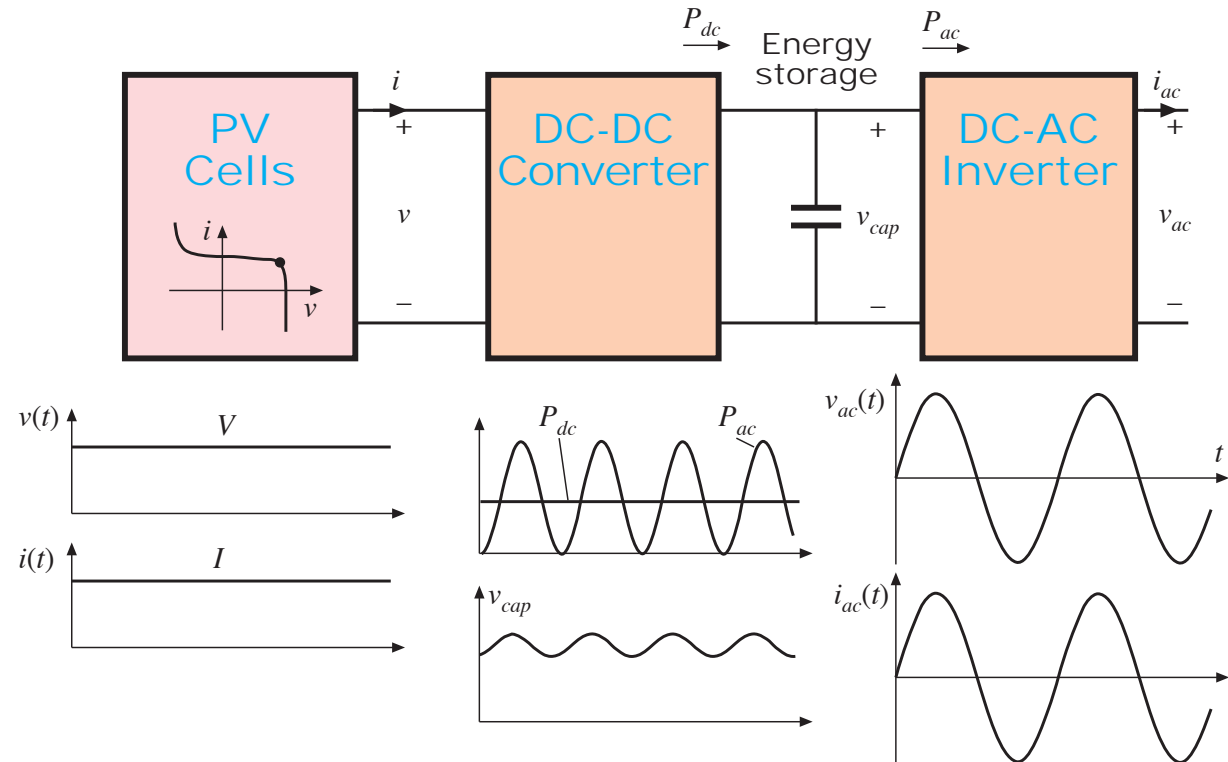 P_dc
Energy
storage
P_ac
PV
Cells
i
v
i
+
v
−
DC-DC
Converter
+
v_cap
−
DC-AC
Inverter
i_ac
+
v_ac
−
v(t)
V
i(t)
I
P_dc
P_ac
v_cap
v_ac(t)
t
i_ac(t)